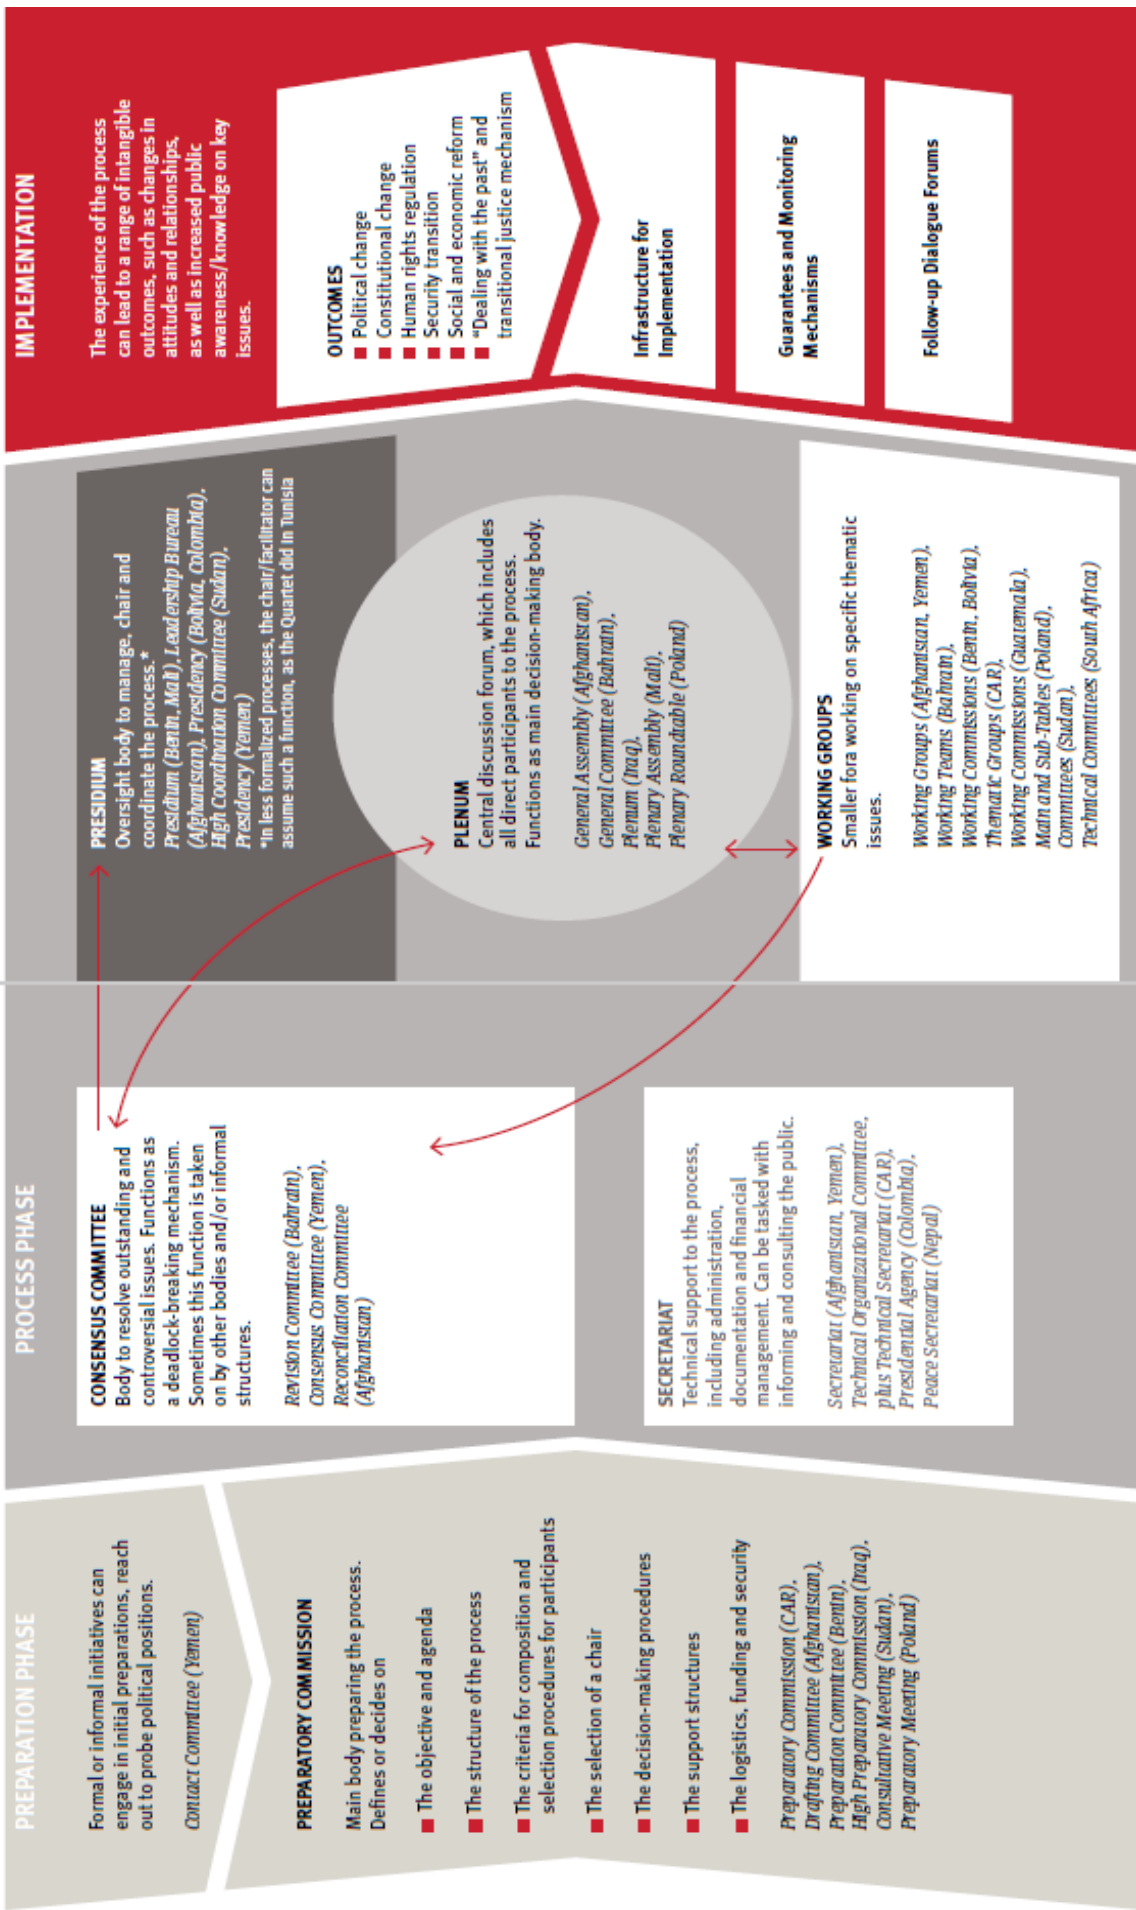 PREPARATION PHASE
Formal or informal initiatives can
engage in initial preparations, reach
out to probe political positions.
Contact Committee (Yemen)
PREPARATORY COMMISSION
Main body preparing the process.
Defines or decides on
The objective and agenda
The structure of the process
The criteria for composition and
selection procedures for participants
The selection of a chair
The decision-making procedures
The support structures
The logistics, funding and security
Preparatory Commission (CAR),
Drafting Committee (Afghanistan),
Preparation Committee (Benin),
High Preparatory Commission (Iraq),
Consultative Meeting (Sudan),
Preparatory Meeting (Poland)
PROCESS PHASE
CONSENSUS COMMITTEE
Body to resolve outstanding and
controversial issues. Functions as
a deadlock-breaking mechanism.
Sometimes this function is taken
on by other bodies and/or informal
structures.
Revision Committee (Bahrain),
Consensus Committee (Yemen),
Reconciliation Committee
(Afghanistan)
SECRETARIAT
Technical support to the process,
including administration,
documentation and financial
management. Can be tasked with
informing and consulting the public.
Secretariat (Afghanistan, Yemen),
Technical Organizational Committee,
plus Technical Secretariat (CAR),
Presidential Agency (Colombia),
Peace Secretariat (Nepal)
PRESIDIUM
Oversight body to manage, chair and
coordinate the process.*
Presidium (Benin, Mali), Leadership Bureau
(Afghanistan), Presidency (Bolivia, Colombia),
High Coordination Committee (Sudan),
Presidency (Yemen)
*In less formalized processes, the chair/facilitator can
assume such a function, as the Quartet did in Tunisia
PLENUM
Central discussion forum, which includes
all direct participants to the process.
Functions as main decision-making body.
General Assembly (Afghanistan),
General Committee (Bahrain),
Plenum (Iraq),
Plenary Assembly (Mali),
Plenary Roundtable (Poland)
WORKING GROUPS
Smaller fora working on specific thematic
issues.
Working Groups (Afghanistan, Yemen),
Working Teams (Bahrain),
Working Commissions (Benin, Bolivia),
Thematic Groups (CAR),
Working Commissions (Guatemala),
Main and Sub-Tables (Poland),
Committees (Sudan),
Technical Committees (South Africa)
IMPLEMENTATION
The experience of the process
can lead to a range of intangible
outcomes, such as changes in
attitudes and relationships,
as well as increased public
awareness/knowledge on key
issues.
OUTCOMES
Political change
Constitutional change
Human rights regulation
Security transition
Social and economic reform
"Dealing with the past" and
transitional justice mechanism
Infrastructure for
Implementation
Guarantees and Monitoring
Mechanisms
Follow-up Dialogue Forums